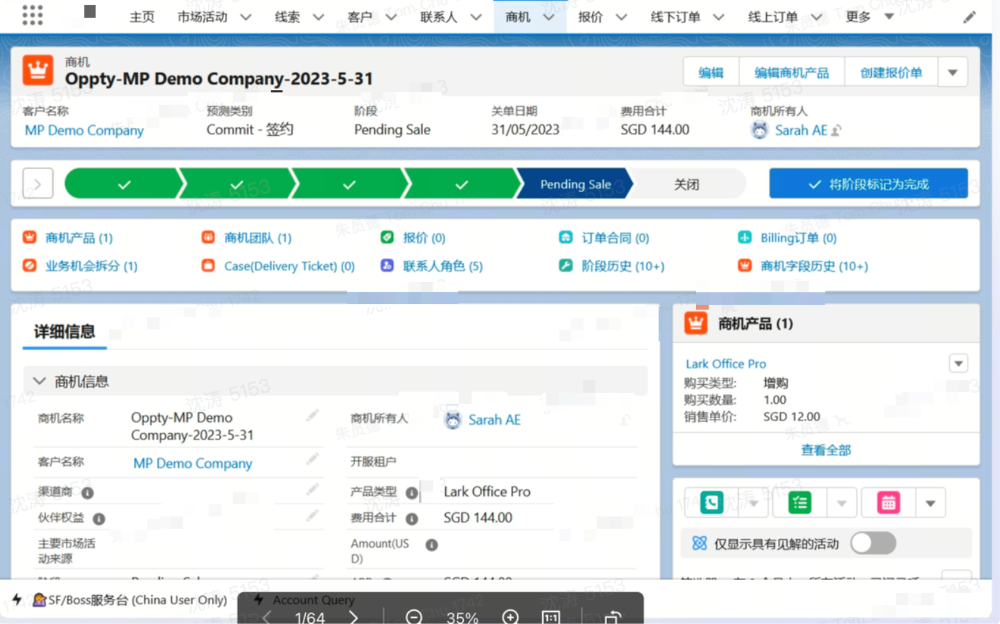 主页 市场活动 线索 客户 联系人 商机 报价 线下订单 线上订单 更多
商机
Oppty-MP Demo Company-2023-5-31
编辑 编辑商机产品 创建报价单
客户名称 预测类别 阶段 关单日期 费用合计 商机所有人
MP Demo Company Commit - 签约 Pending Sale 31/05/2023 SGD 144.00 Sarah AE
Pending Sale 关闭 将阶段标记为完成
商机产品 (1) 商机团队 (1) 报价 (0) 订单合同 (0) Billing订单 (0)
业务机会拆分 (1) Case(Delivery Ticket) (0) 联系人角色 (5) 阶段历史 (10+) 商机字段历史 (10+)
详细信息
商机信息
商机名称 Oppty-MP Demo
Company-2023-5-31
商机所有人 Sarah AE
客户名称 MP Demo Company
开服租户
渠道商
产品类型 Lark Office Pro
伙伴权益
费用合计 SGD 144.00
主要市场活
动来源
Amount(US
D)
商机产品 (1)
Lark Office Pro
购买类型: 增购
购买数量: 1.00
销售单价: SGD 12.00
查看全部
仅显示具有见解的活动
SF/Boss服务台 (China User Only) Account Query
1/64 35% 1:1
朱员德 Tom Chu 1742
沈涛 5153